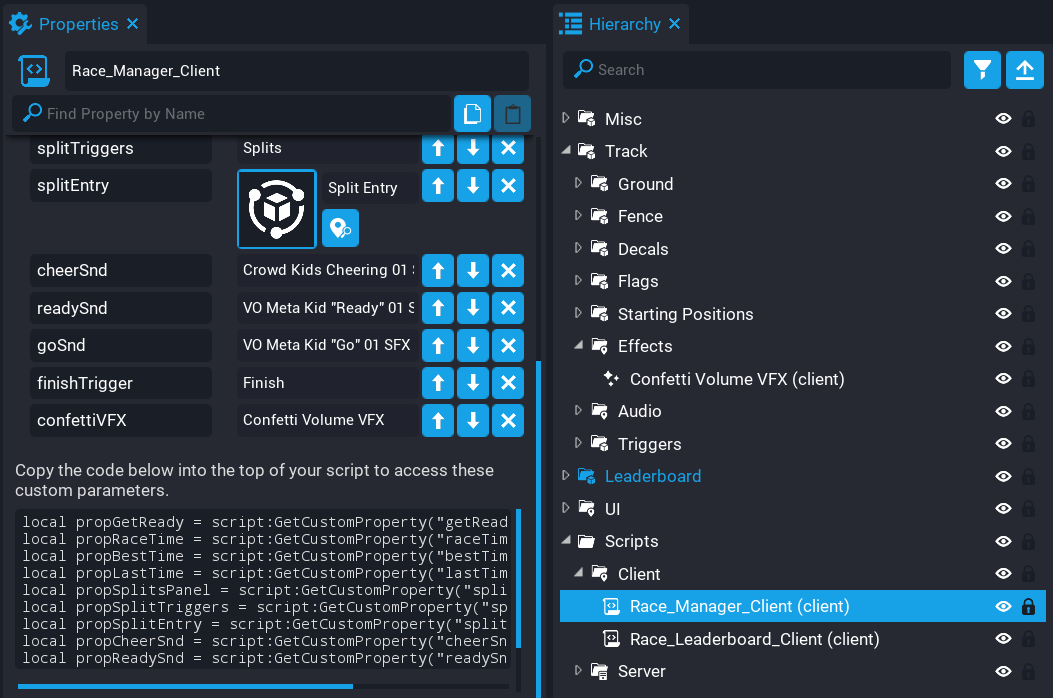 Properties
Race_Manager_Client
Find Property by Name
splitTriggers Splits
splitEntry Split Entry
cheerSnd Crowd Kids Cheering 01
readySnd VO Meta Kid "Ready" 01 S
goSnd VO Meta Kid "Go" 01 SFX
finishTrigger Finish
confettiVFX Confetti Volume VFX
Copy the code below into the top of your script to access these
custom parameters.
local propGetReady = script:GetCustomProperty("getRead
local propRaceTime = script:GetCustomProperty("raceTim
local propBestTime = script:GetCustomProperty("bestTim
local propLastTime = script:GetCustomProperty("lastTim
local propSplitsPanel = script:GetCustomProperty("spli
local propSplitTriggers = script:GetCustomProperty("sp
local propSplitEntry = script:GetCustomProperty("split
local propCheerSnd = script:GetCustomProperty("cheerSn
local propReadySnd = script:GetCustomProperty("readySn
Hierarchy
Search
Misc
Track
Ground
Fence
Decals
Flags
Starting Positions
Effects
Confetti Volume VFX (client)
Audio
Triggers
Leaderboard
UI
Scripts
Client
Race_Manager_Client (client)
Race_Leaderboard_Client (client)
Server